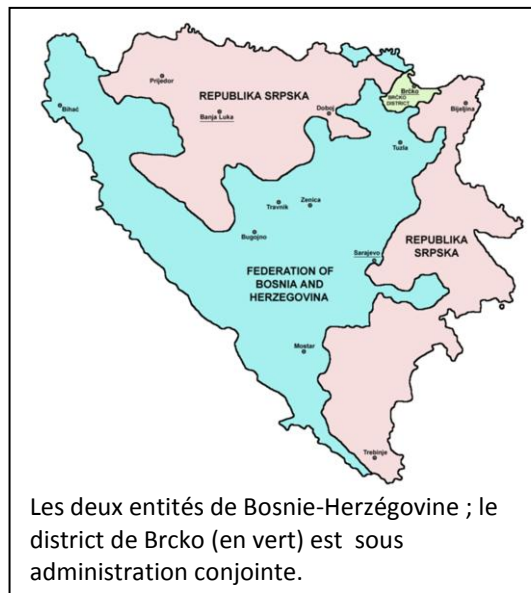 Prijedor
REPUBLIKA SRPSKA
Bihać
Banja Luka
Doboj
Brčko
BRČKO
DISTRICT
Bijeljina
Tuzla
Travnik
Zenica
Bugojno
Sarajevo
REPUBLIKA
SRPSKA
FEDERATION OF
BOSNIA AND
HERZEGOVINA
Mostar
Trebinje
Les deux entités de Bosnie-Herzégovine ; le
district de Brcko (en vert) est sous
administration conjointe.